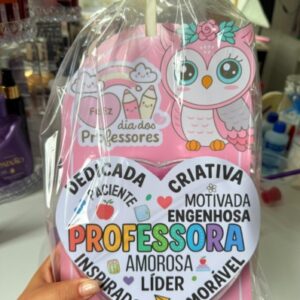 FELIZ
dia dos
Professores
DEDICADA
CRIATIVA
PACIENTE
MOTIVADA
ENGENHOSA
PROFESSORA
AMOROSA
LÍDER